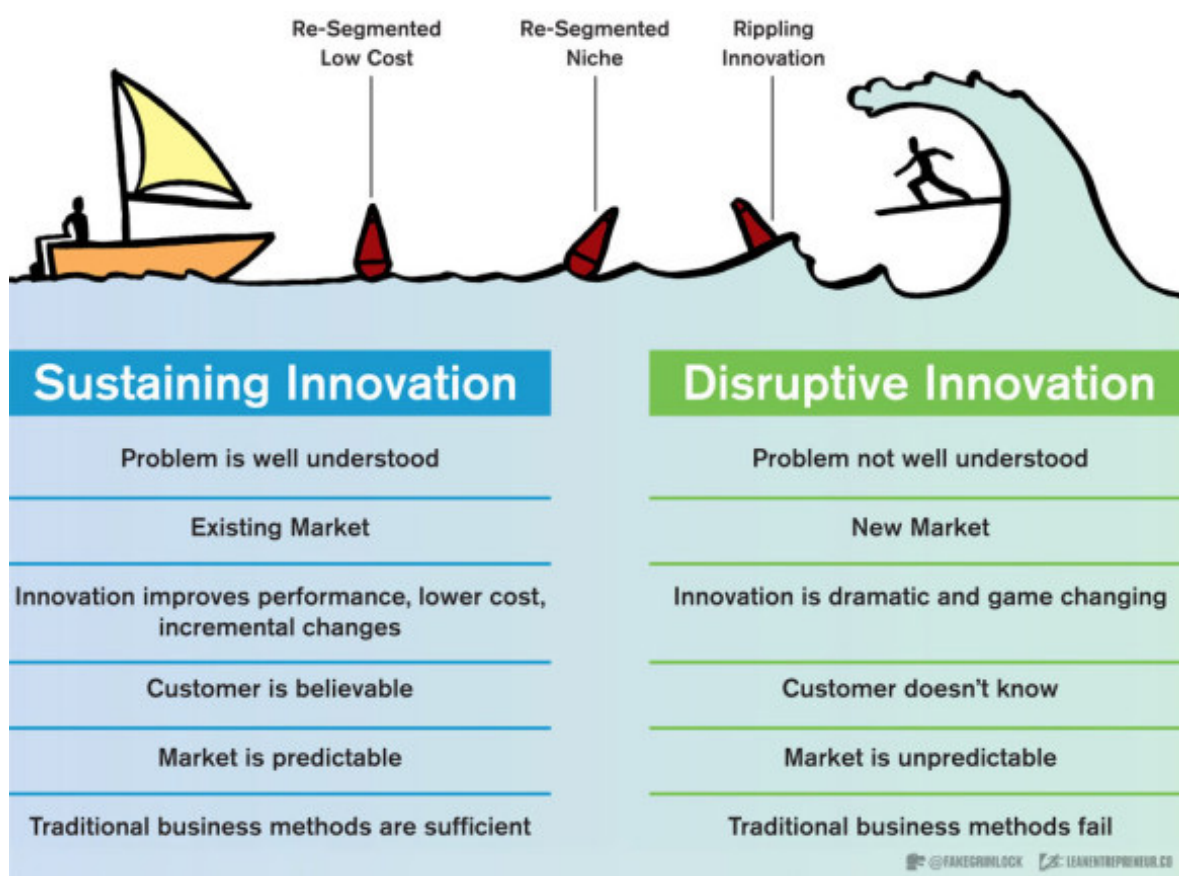 Re-Segmented
Low Cost
Re-Segmented
Niche
Rippling
Innovation
Sustaining Innovation
Problem is well understood
Existing Market
Innovation improves performance, lower cost,
incremental changes
Customer is believable
Market is predictable
Traditional business methods are sufficient
Disruptive Innovation
Problem not well understood
New Market
Innovation is dramatic and game changing
Customer doesn't know
Market is unpredictable
Traditional business methods fail
@FAKEGRIMLOCK
LEANENTREPRENEUR.CO